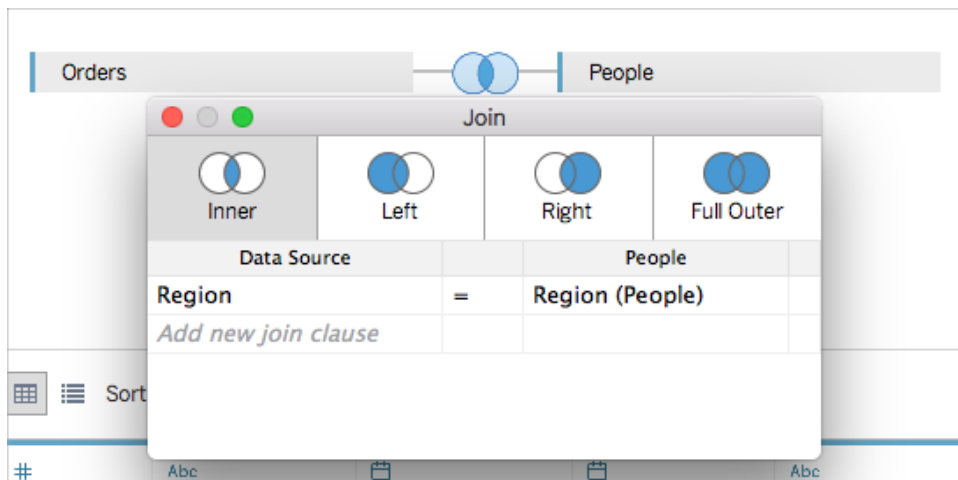 Orders People
Join
Inner Left Right Full Outer
Data Source People
Region = Region (People)
Add new join clause
Sort
# Abc Abc